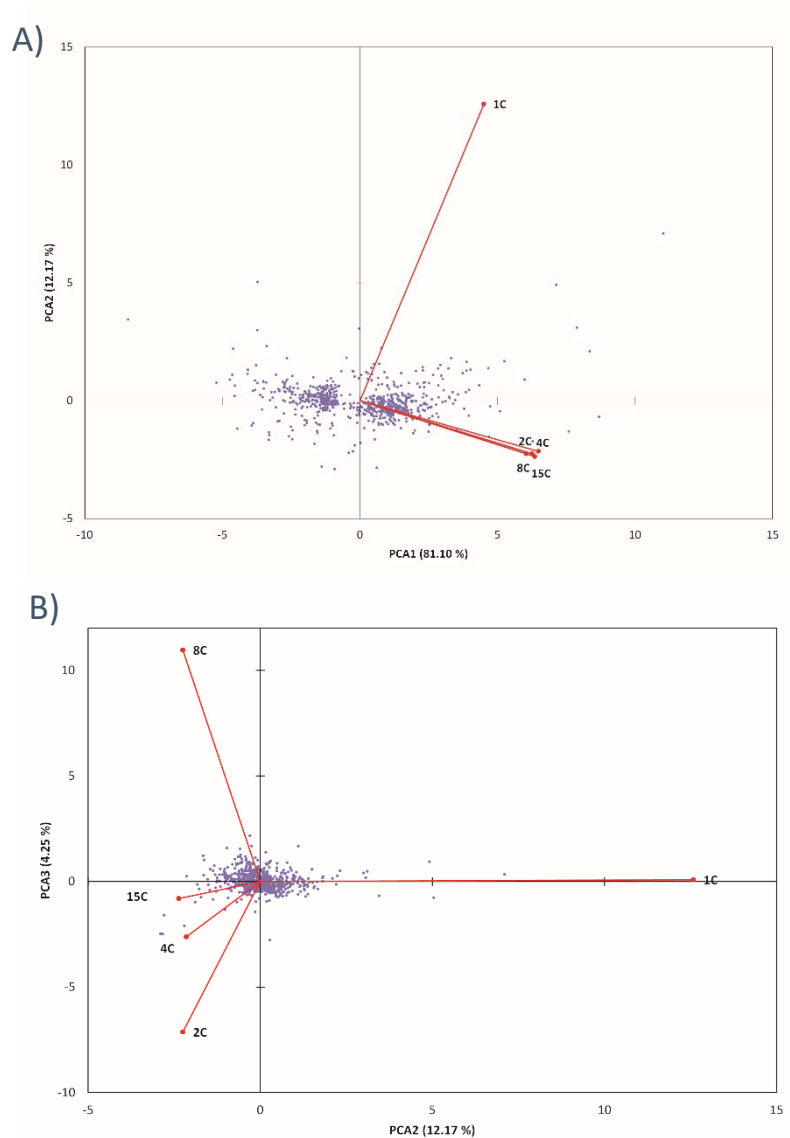 A)
15
1C
10
PCA2 (12.17 %)
5
0
2C 4C
8C 15C
-5
-10 -5 0 5 10 15
PCA1 (81.10 %)
B)
8C
10
5
PCA3 (4.25 %)
0
1C
15C
4C
-5
2C
-10
-5 0 5 10 15
PCA2 (12.17 %)